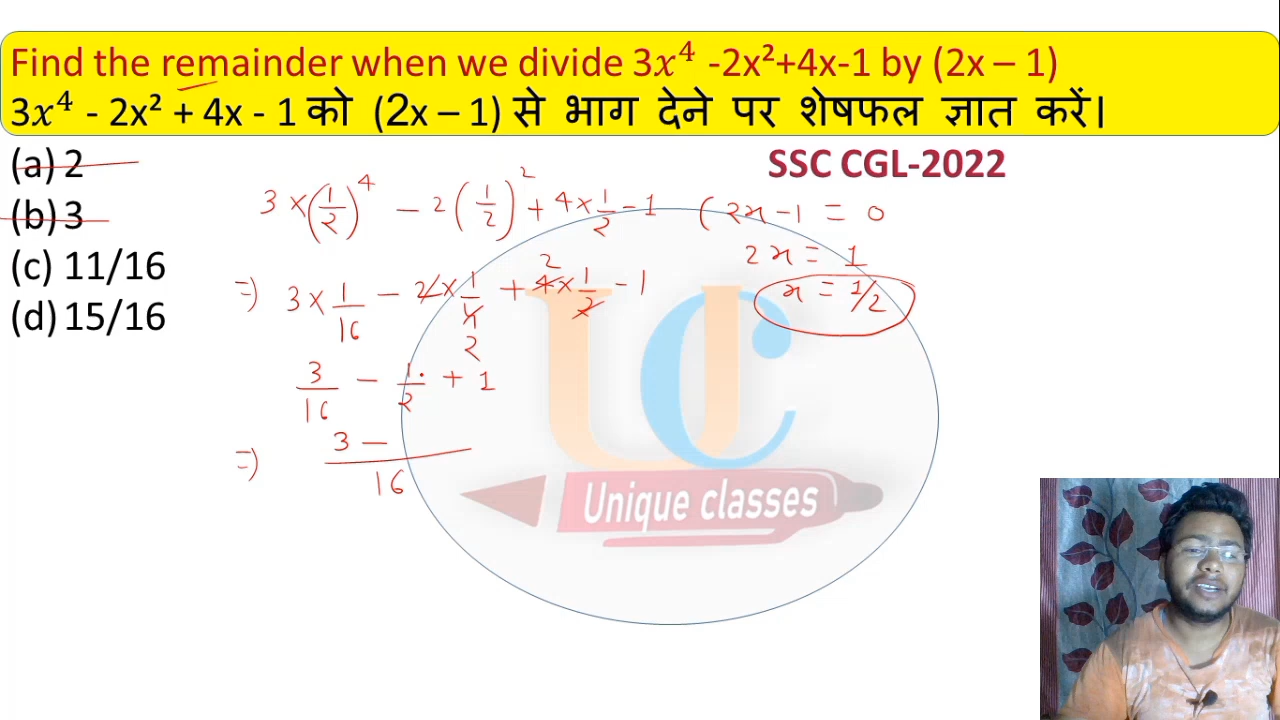 Find the remainder when we divide 3x⁴ -2x²+4x-1 by (2x – 1)
3x⁴ - 2x² + 4x - 1 को (2x – 1) से भाग देने पर शेषफल ज्ञात करें।
(a) 2
SSC CGL-2022
(b) 3
(c) 11/16
(d) 15/16
3 × (1/2)⁴ – 2 (1/2)² + 4 × 1/2 – 1
(2x – 1 = 0
2x = 1
x = 1/2
=) 3 × 1/16 – 2 × 1/4 2 + 4 2 × 1/2 – 1
3/16 – 1/2 + 1
=) 3 – /16
UC
Unique classes